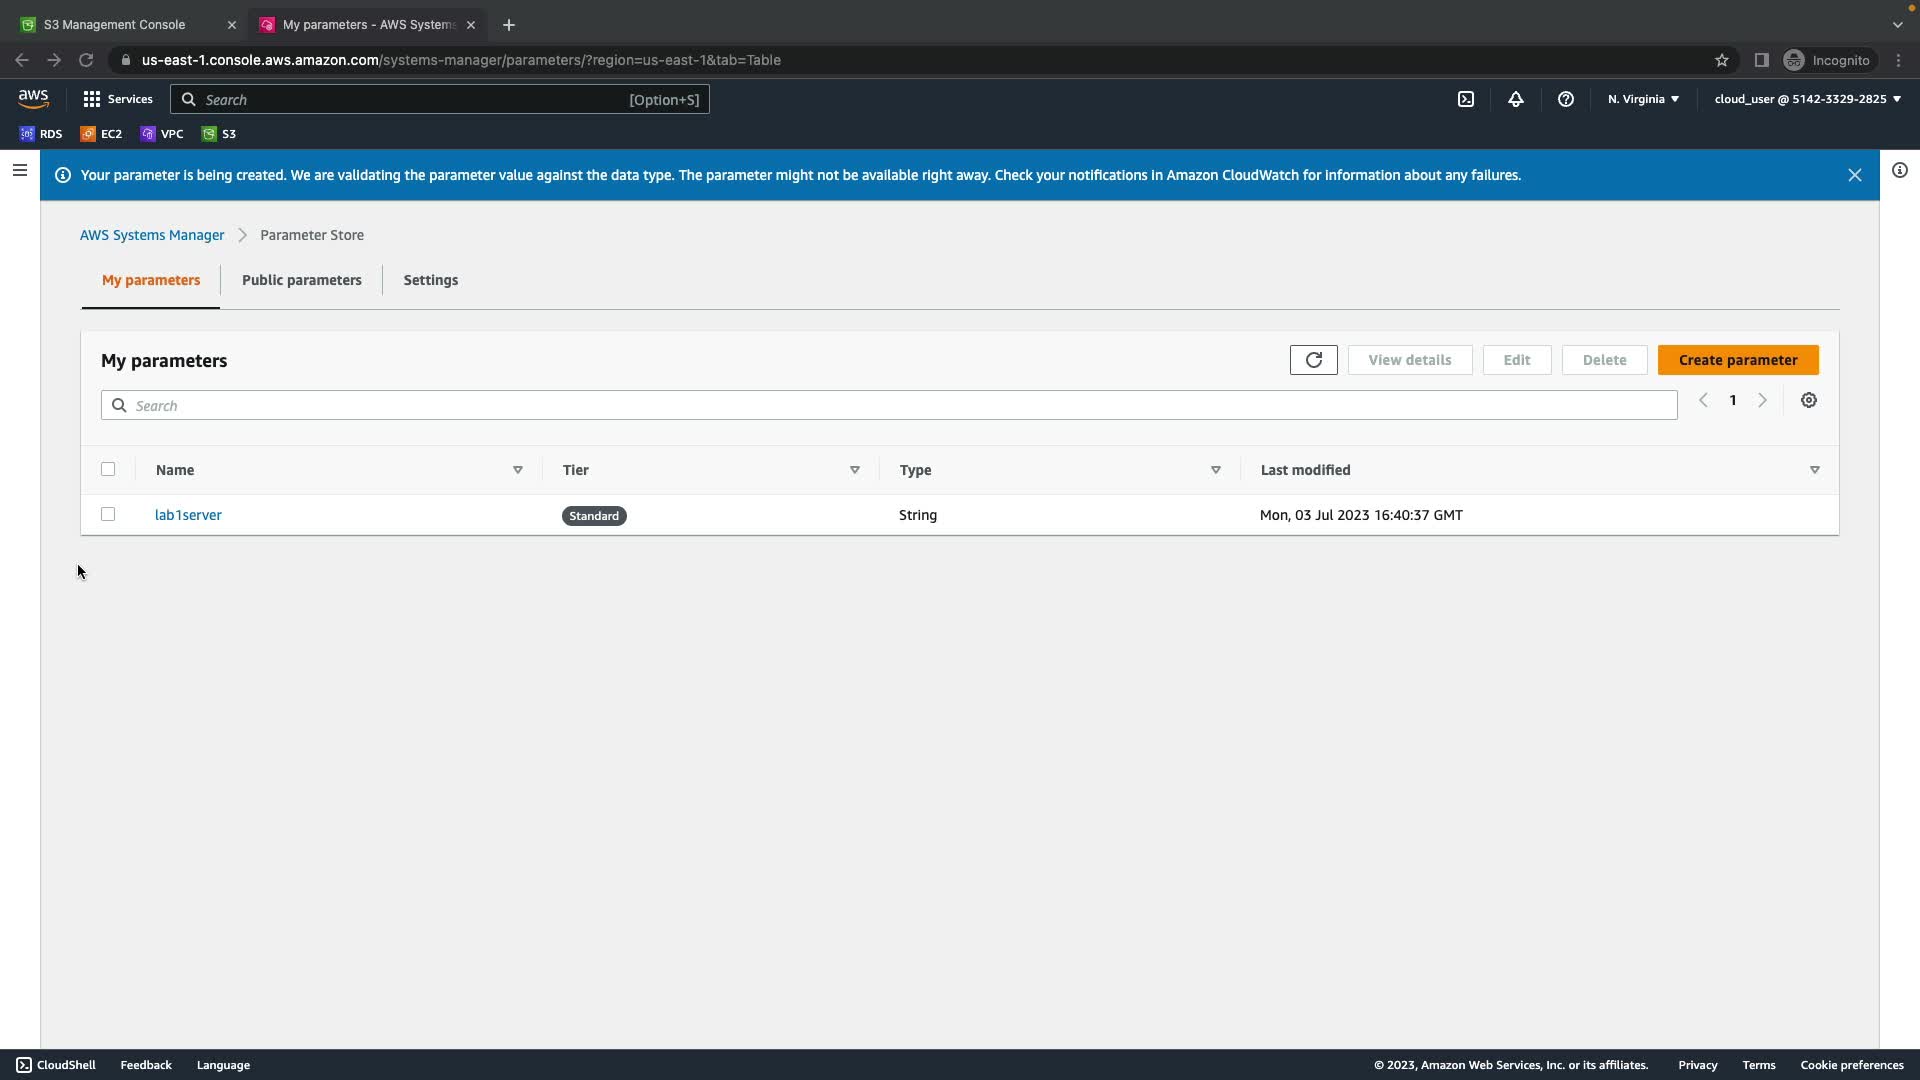 S3 Management Console
My parameters - AWS Systems
us-east-1.console.aws.amazon.com/systems-manager/parameters/?region=us-east-1&tab=Table
Incognito
aws
Services
Search
[Option+S]
N. Virginia
cloud_user @ 5142-3329-2825
RDS
EC2
VPC
S3
Your parameter is being created. We are validating the parameter value against the data type. The parameter might not be available right away. Check your notifications in Amazon CloudWatch for information about any failures.
AWS Systems Manager
Parameter Store
My parameters
Public parameters
Settings
My parameters
View details
Edit
Delete
Create parameter
Search
1
Name
Tier
Type
Last modified
lab1server
Standard
String
Mon, 03 Jul 2023 16:40:37 GMT
CloudShell
Feedback
Language
© 2023, Amazon Web Services, Inc. or its affiliates.
Privacy
Terms
Cookie preferences